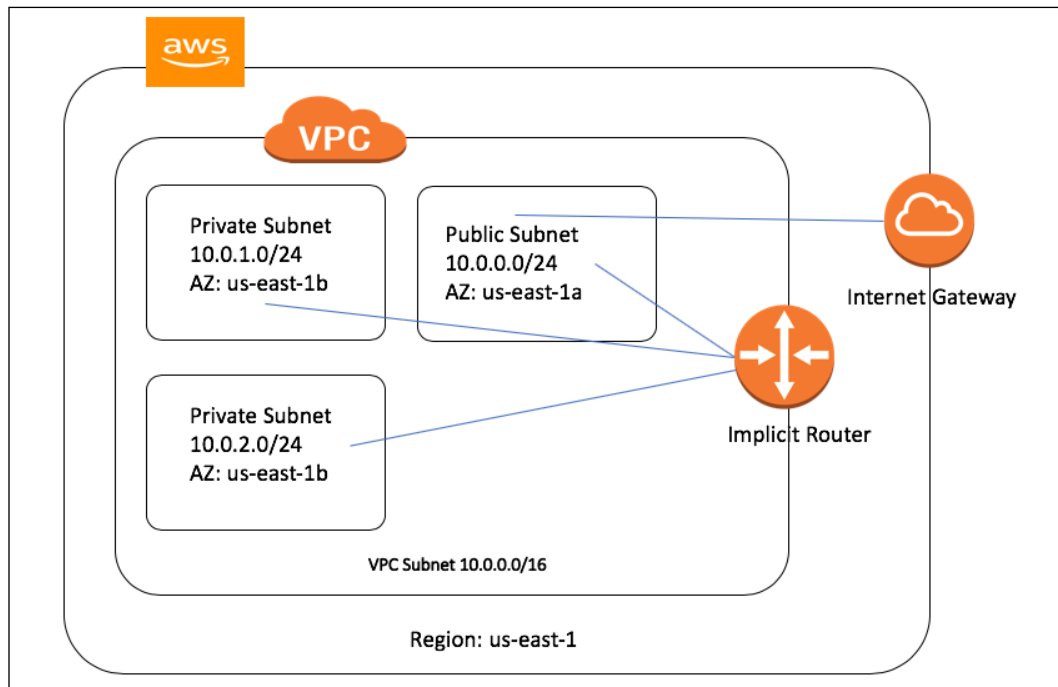 aws
VPC
Private Subnet
10.0.1.0/24
AZ: us-east-1b
Public Subnet
10.0.0.0/24
AZ: us-east-1a
Internet Gateway
Private Subnet
10.0.2.0/24
AZ: us-east-1b
Implicit Router
VPC Subnet 10.0.0.0/16
Region: us-east-1